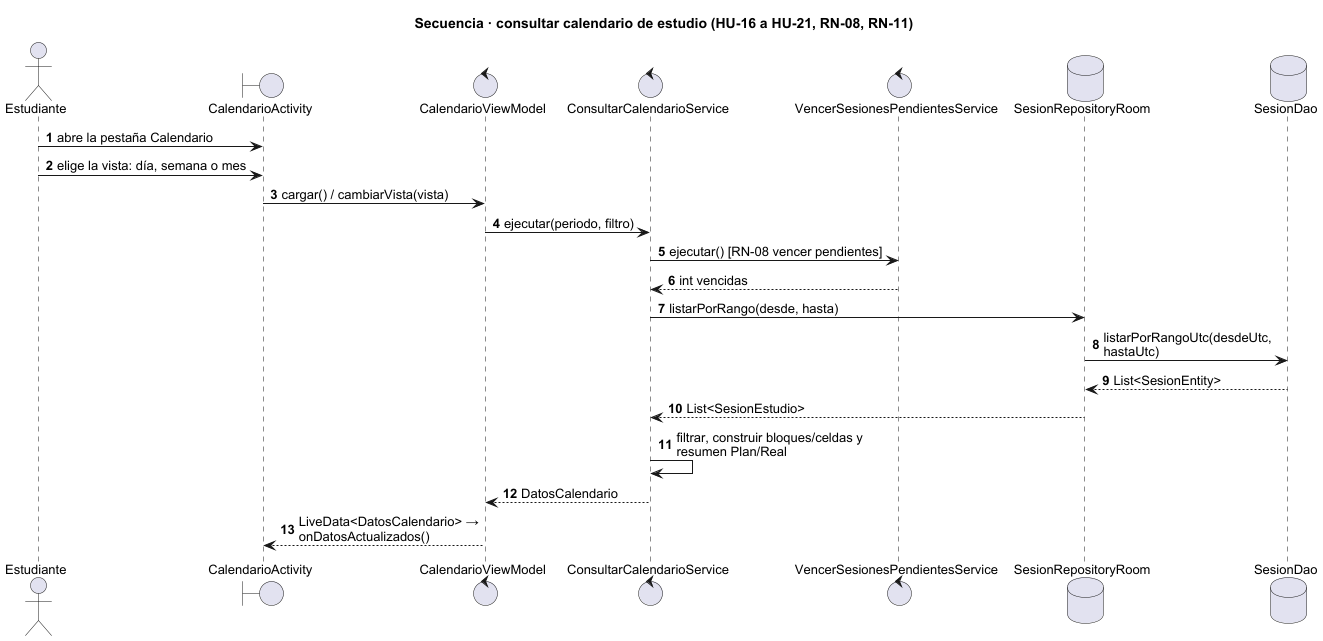 Secuencia · consultar calendario de estudio (HU-16 a HU-21, RN-08, RN-11)
Estudiante CalendarioActivity CalendarioViewModel ConsultarCalendarioService VencerSesionesPendientesService SesionRepositoryRoom SesionDao
1 abre la pestaña Calendario
2 elige la vista: día, semana o mes
3 cargar() / cambiarVista(vista)
4 ejecutar(periodo, filtro)
5 ejecutar() [RN-08 vencer pendientes]
6 int vencidas
7 listarPorRango(desde, hasta)
8 listarPorRangoUtc(desdeUtc,
hastaUtc)
9 List<SesionEntity>
10 List<SesionEstudio>
11 filtrar, construir bloques/celdas y
resumen Plan/Real
12 DatosCalendario
13 LiveData<DatosCalendario> →
onDatosActualizados()
Estudiante CalendarioActivity CalendarioViewModel ConsultarCalendarioService VencerSesionesPendientesService SesionRepositoryRoom SesionDao